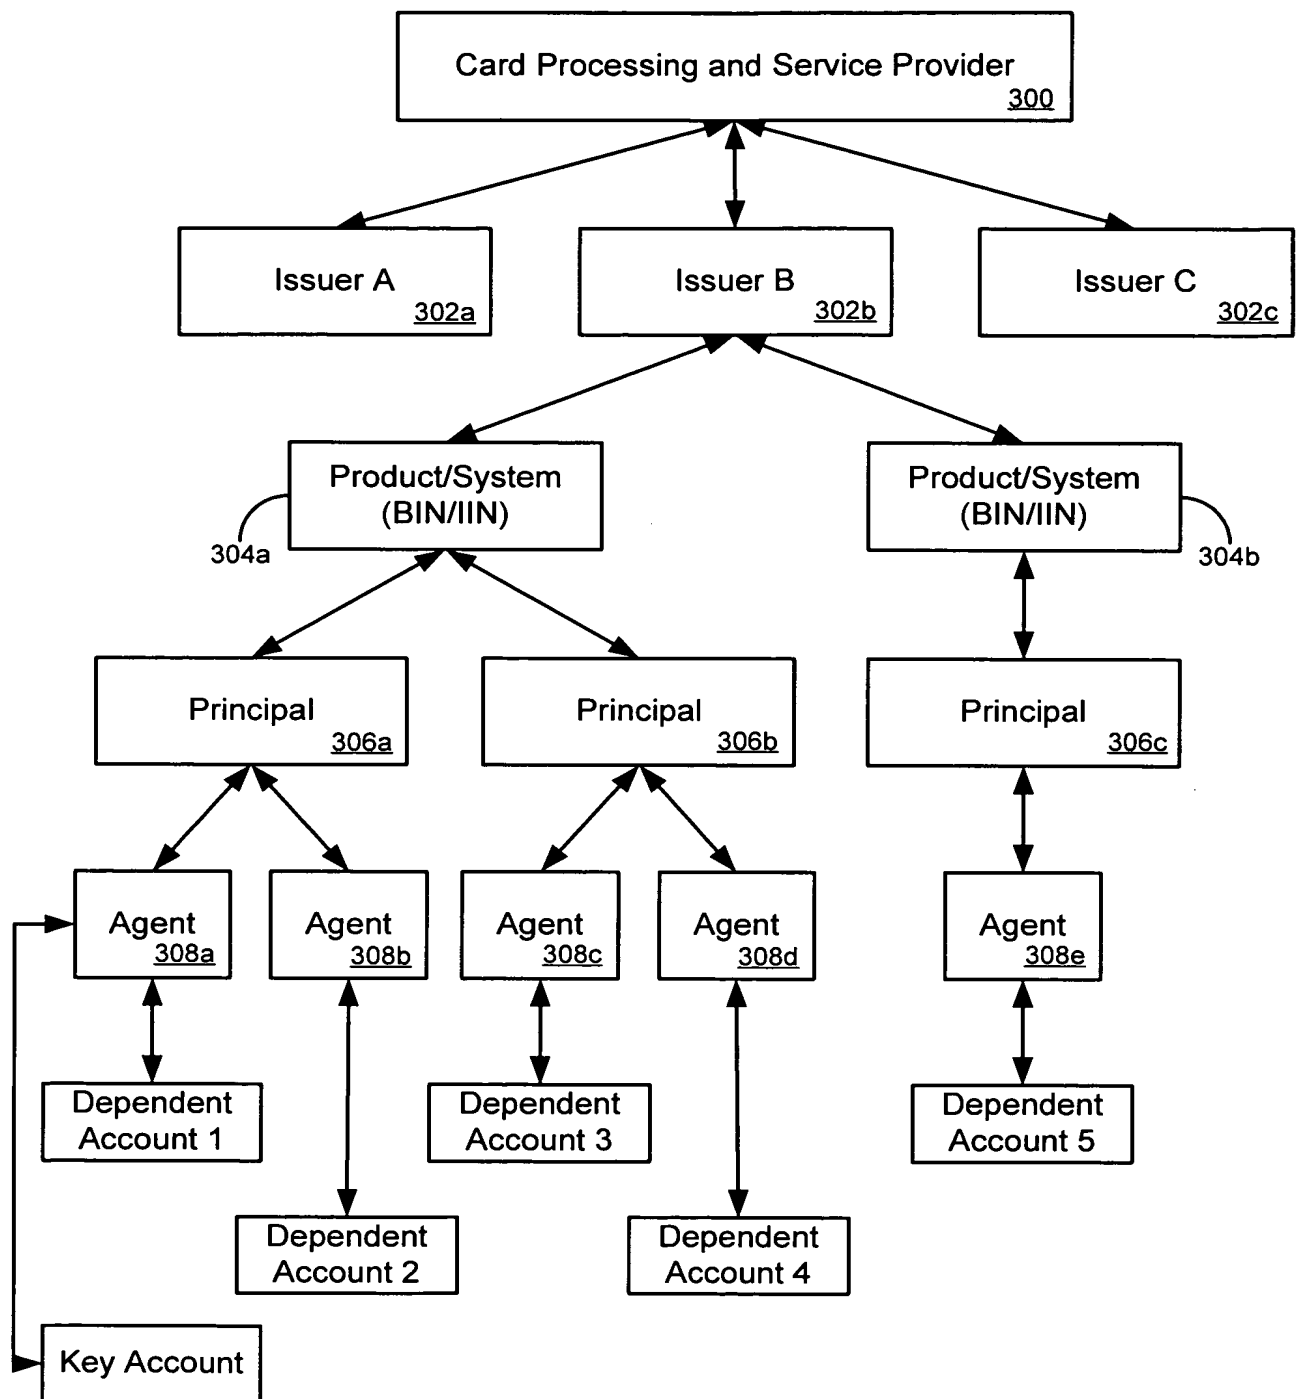 Card Processing and Service Provider
300
Issuer A
302a
Issuer B
302b
Issuer C
302c
Product/System
(BIN/IIN)
304a
Product/System
(BIN/IIN)
304b
Principal
306a
Principal
306b
Principal
306c
Agent
308a
Agent
308b
Agent
308c
Agent
308d
Agent
308e
Dependent
Account 1
Dependent
Account 3
Dependent
Account 5
Dependent
Account 2
Dependent
Account 4
Key Account